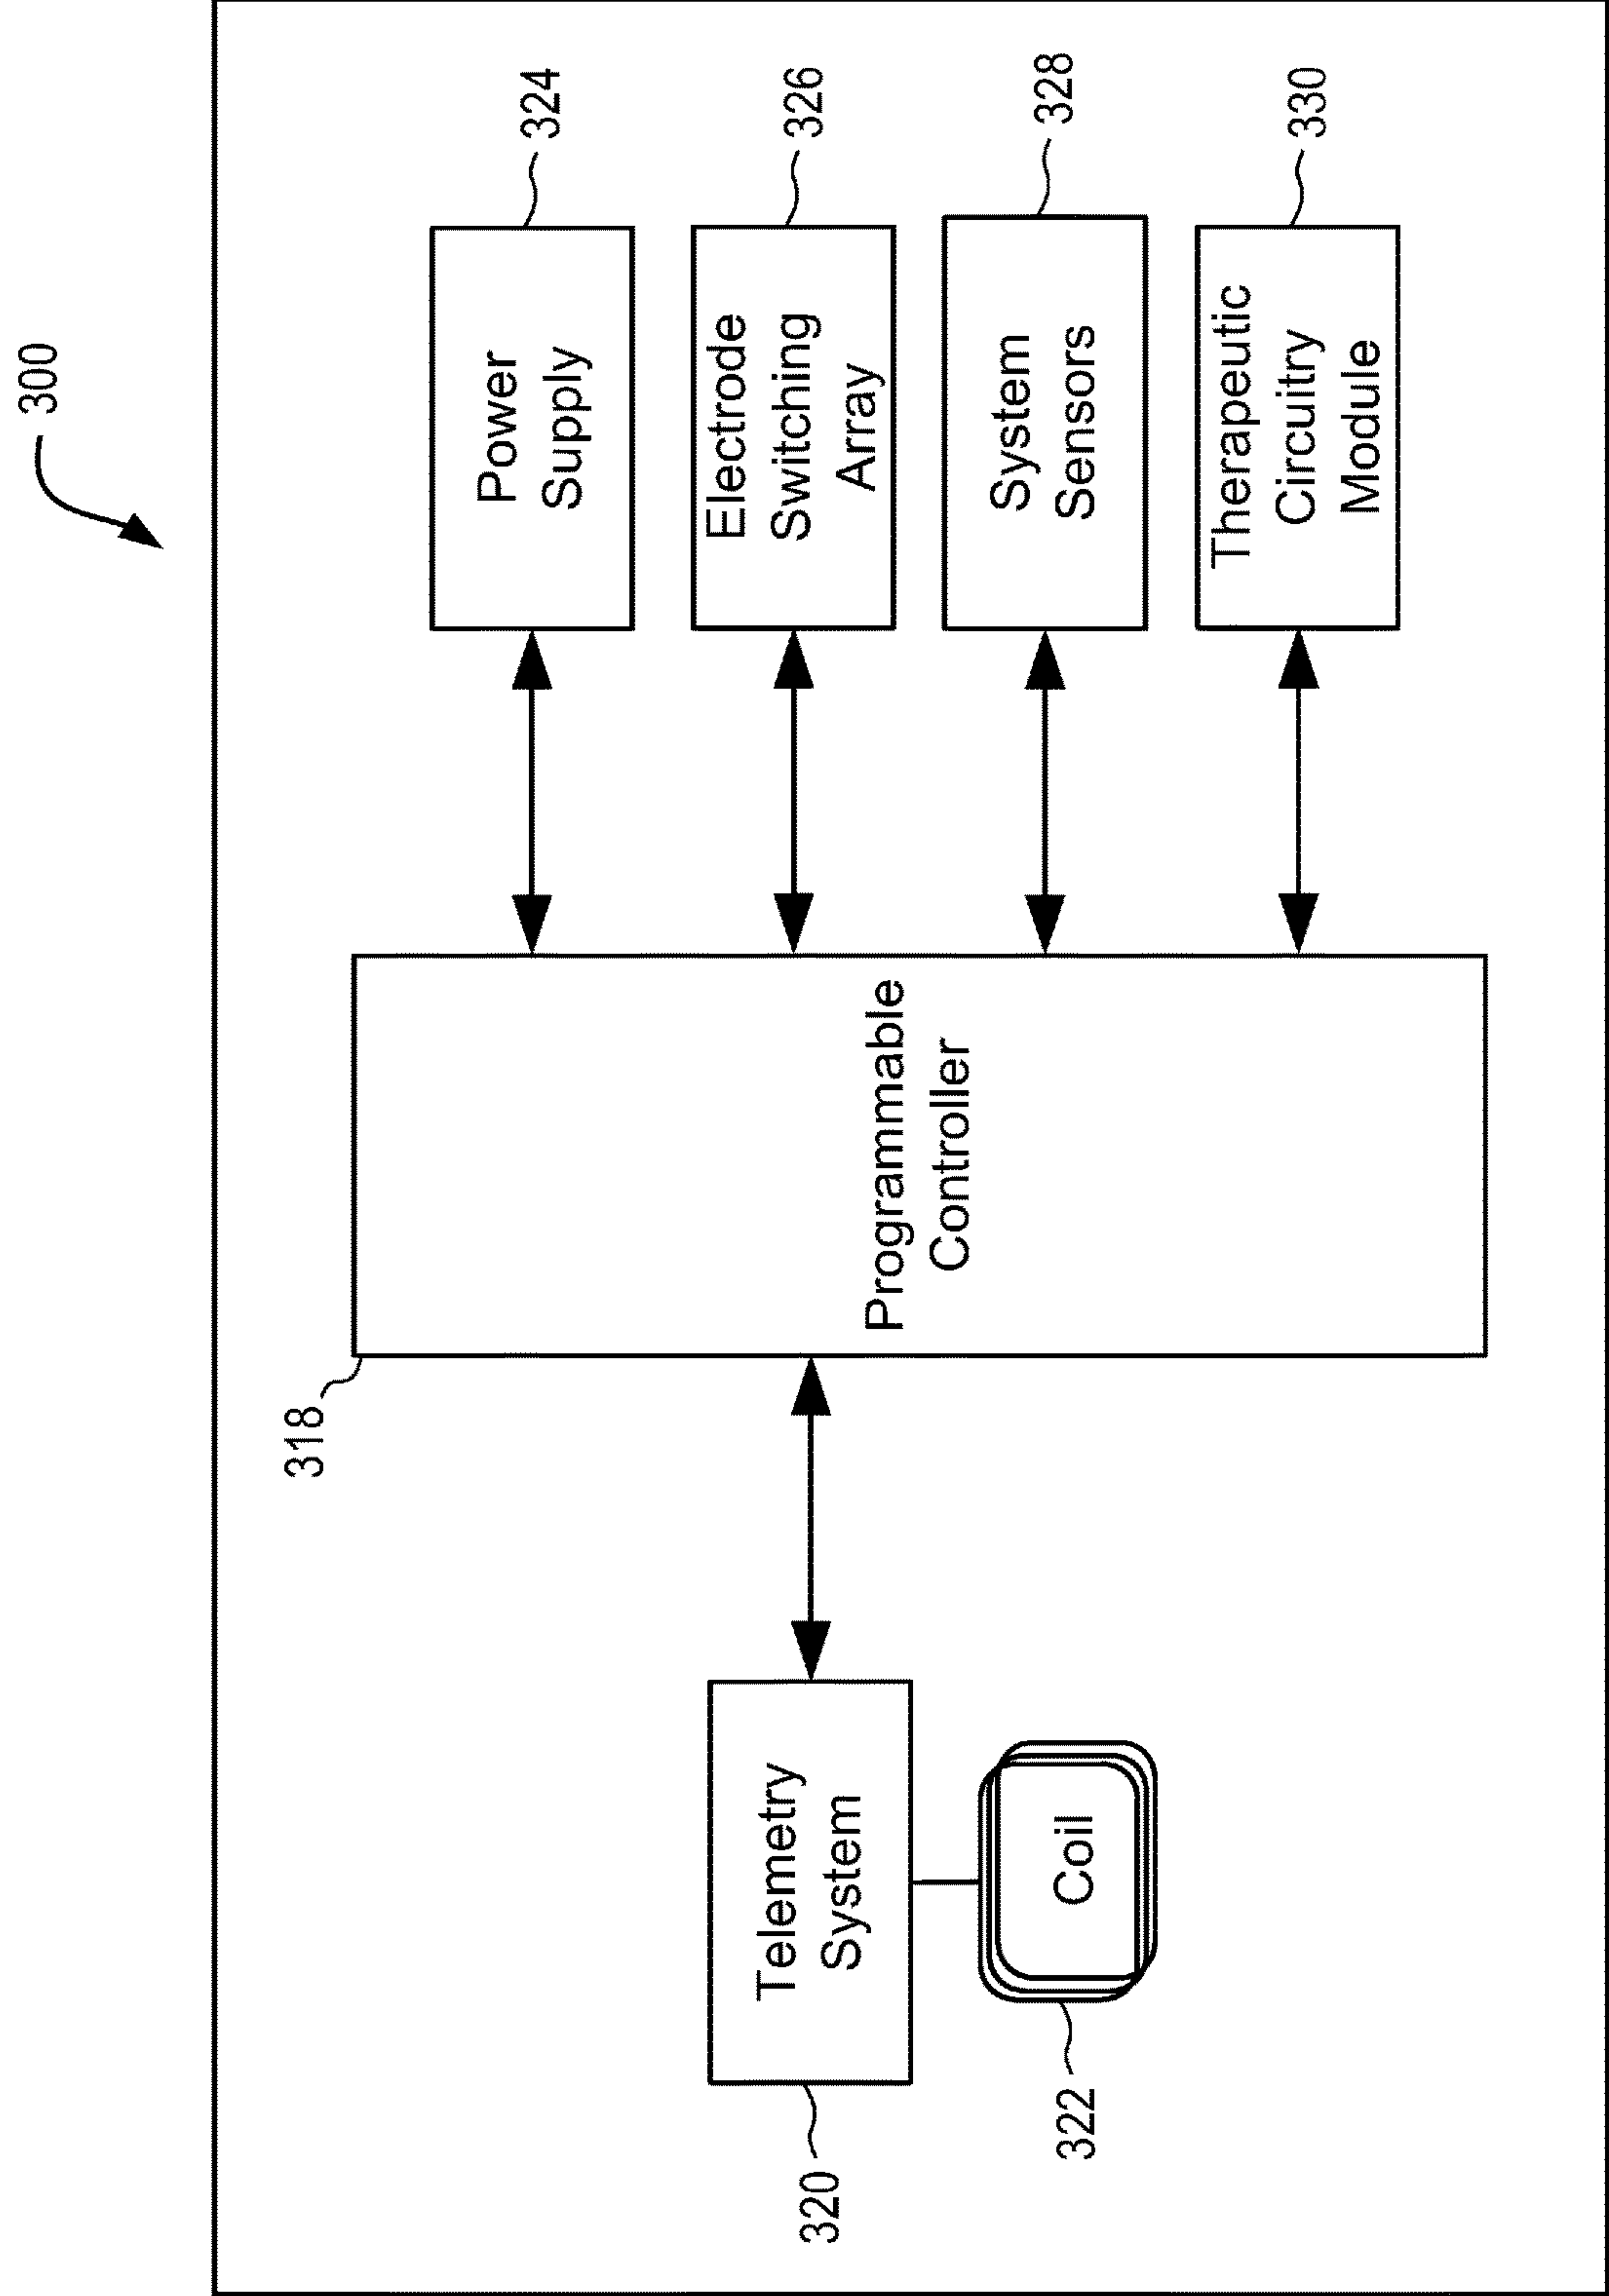 300
324
Power
Supply
326
Electrode
Switching
Array
328
System
Sensors
330
Therapeutic
Circuitry
Module
318
Programmable
Controller
320
Telemetry
System
322
Coil